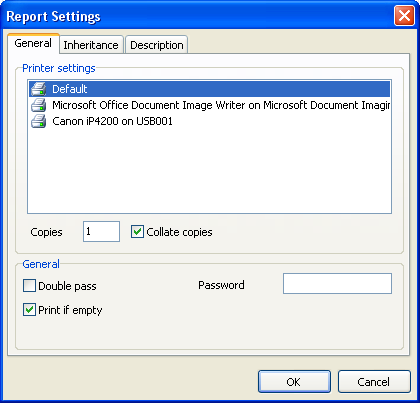 Report Settings
General Inheritance Description
Printer settings
Default
Microsoft Office Document Image Writer on Microsoft Document Imagin
Canon iP4200 on USB001
Copies 1 Collate copies
General
Double pass Password
Print if empty
OK Cancel